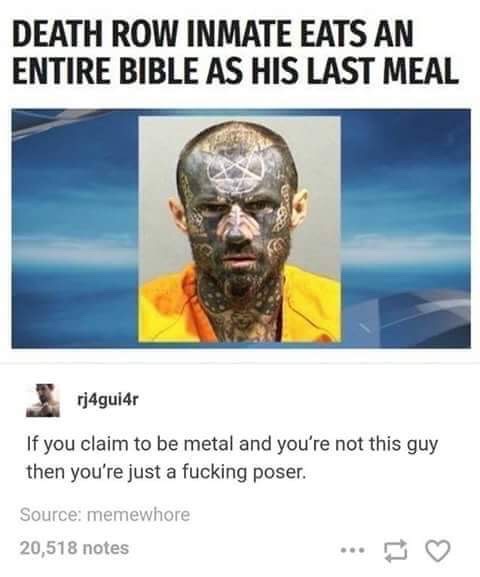 DEATH ROW INMATE EATS AN
ENTIRE BIBLE AS HIS LAST MEAL
rj4gui4r
If you claim to be metal and you're not this guy
then you're just a fucking poser.
Source: memewhore
20,518 notes